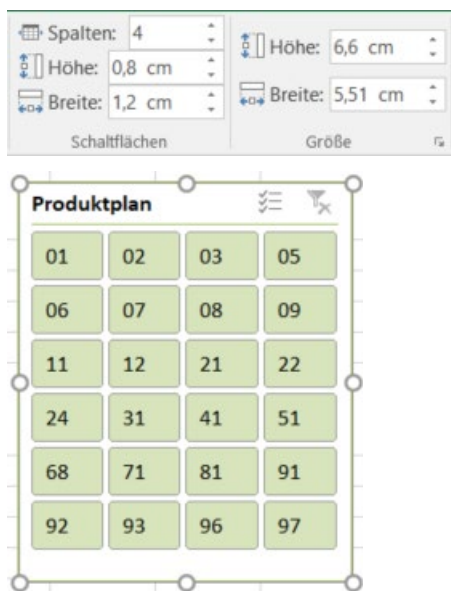 Spalten: 4
Höhe: 0,8 cm
Breite: 1,2 cm
Schaltflächen
Höhe: 6,6 cm
Breite: 5,51 cm
Größe
Produktplan
01 02 03 05
06 07 08 09
11 12 21 22
24 31 41 51
68 71 81 91
92 93 96 97